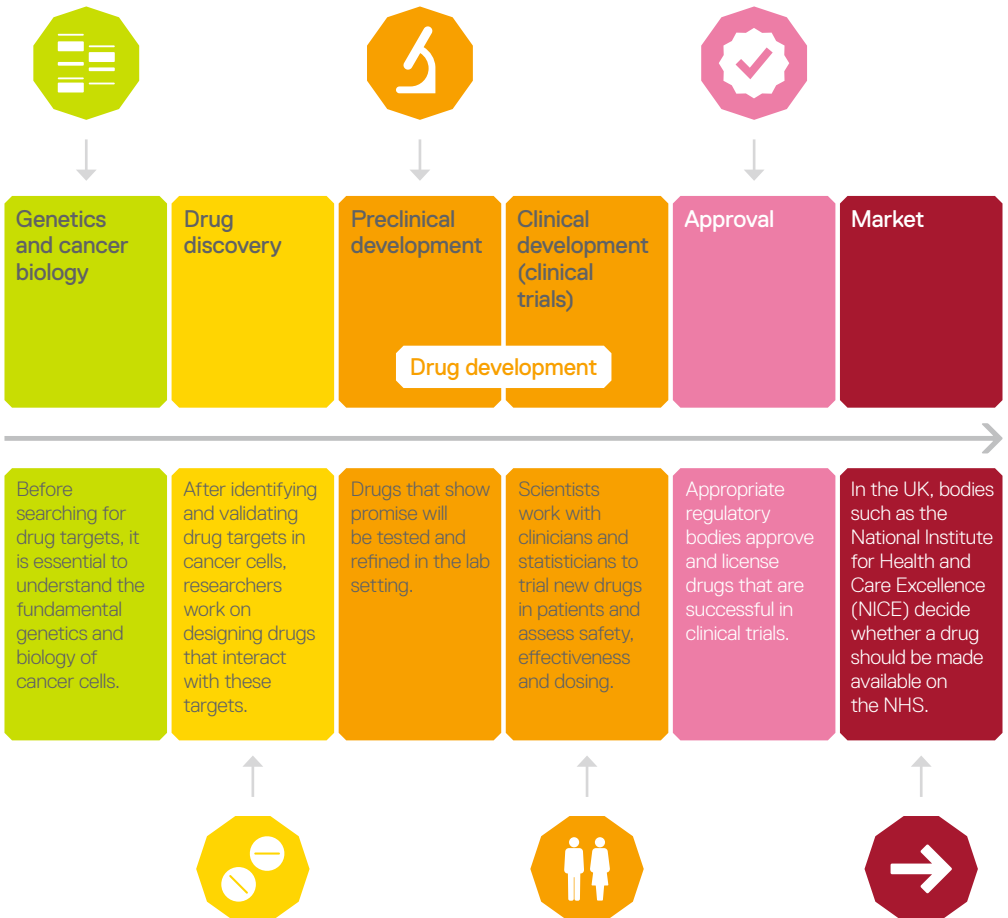 Genetics
and cancer
biology
Drug
discovery
Preclinical
development
Clinical
development
(clinical
trials)
Approval
Market
Drug development
Before
searching for
drug targets, it
is essential to
understand the
fundamental
genetics and
biology of
cancer cells.
After identifying
and validating
drug targets in
cancer cells,
researchers
work on
designing drugs
that interact
with these
targets.
Drugs that show
promise will
be tested and
refined in the lab
setting.
Scientists
work with
clinicians and
statisticians to
trial new drugs
in patients and
assess safety,
effectiveness
and dosing.
Appropriate
regulatory
bodies approve
and license
drugs that are
successful in
clinical trials.
In the UK, bodies
such as the
National Institute
for Health and
Care Excellence
(NICE) decide
whether a drug
should be made
available on
the NHS.